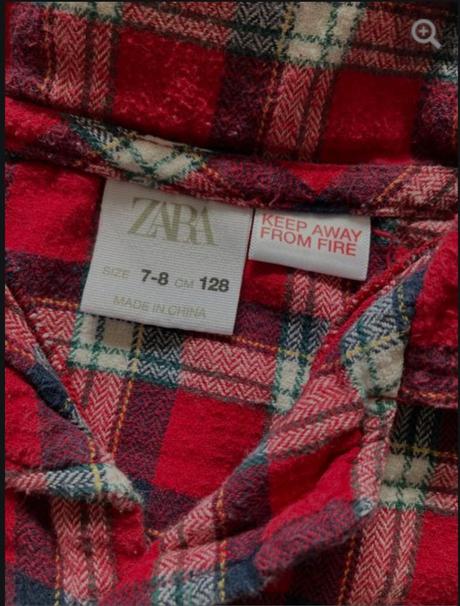 ZARA
SIZE 7-8 CM 128
MADE IN CHINA
KEEP AWAY
FROM FIRE